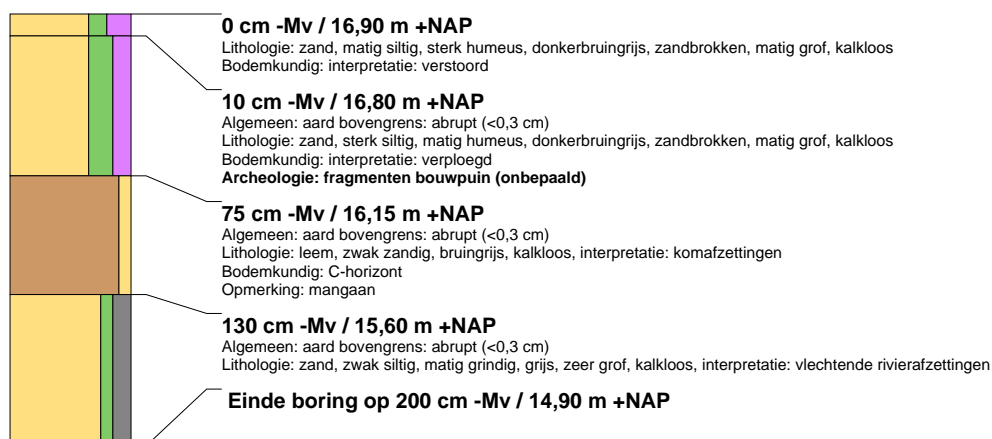 0 cm -Mv / 16,90 m +NAP
Lithologie: zand, matig siltig, sterk humeus, donkerbruingrijs, zandbrokken, matig grof, kalkloos
Bodemkundig: interpretatie: verstoord
10 cm -Mv / 16,80 m +NAP
Algemeen: aard bovengrens: abrupt (<0,3 cm)
Lithologie: zand, sterk siltig, matig humeus, donkerbruingrijs, zandbrokken, matig grof, kalkloos
Bodemkundig: interpretatie: verploegd
Archeologie: fragmenten bouwpuin (onbepaald)
75 cm -Mv / 16,15 m +NAP
Algemeen: aard bovengrens: abrupt (<0,3 cm)
Lithologie: leem, zwak zandig, bruingrijs, kalkloos, interpretatie: komafzettingen
Bodemkundig: C-horizont
Opmerking: mangaan
130 cm -Mv / 15,60 m +NAP
Algemeen: aard bovengrens: abrupt (<0,3 cm)
Lithologie: zand, zwak siltig, matig grindig, grijs, zeer grof, kalkloos, interpretatie: vlechtende rivierafzettingen
Einde boring op 200 cm -Mv / 14,90 m +NAP